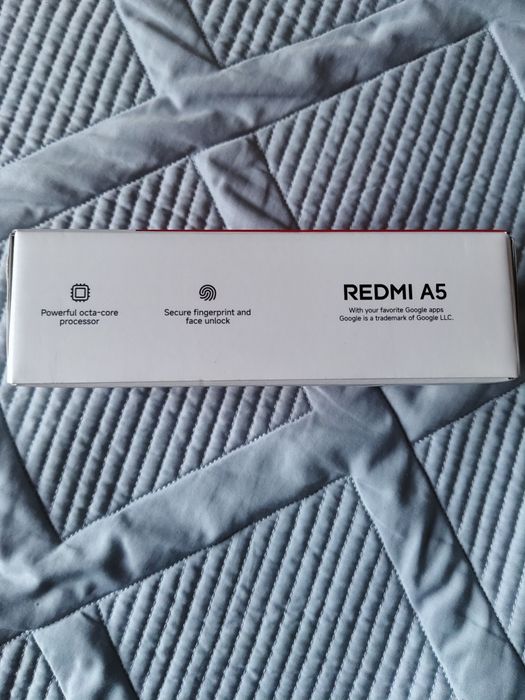 Powerful octa-core
processor
Secure fingerprint and
face unlock
REDMI A5
With your favorite Google apps
Google is a trademark of Google LLC.